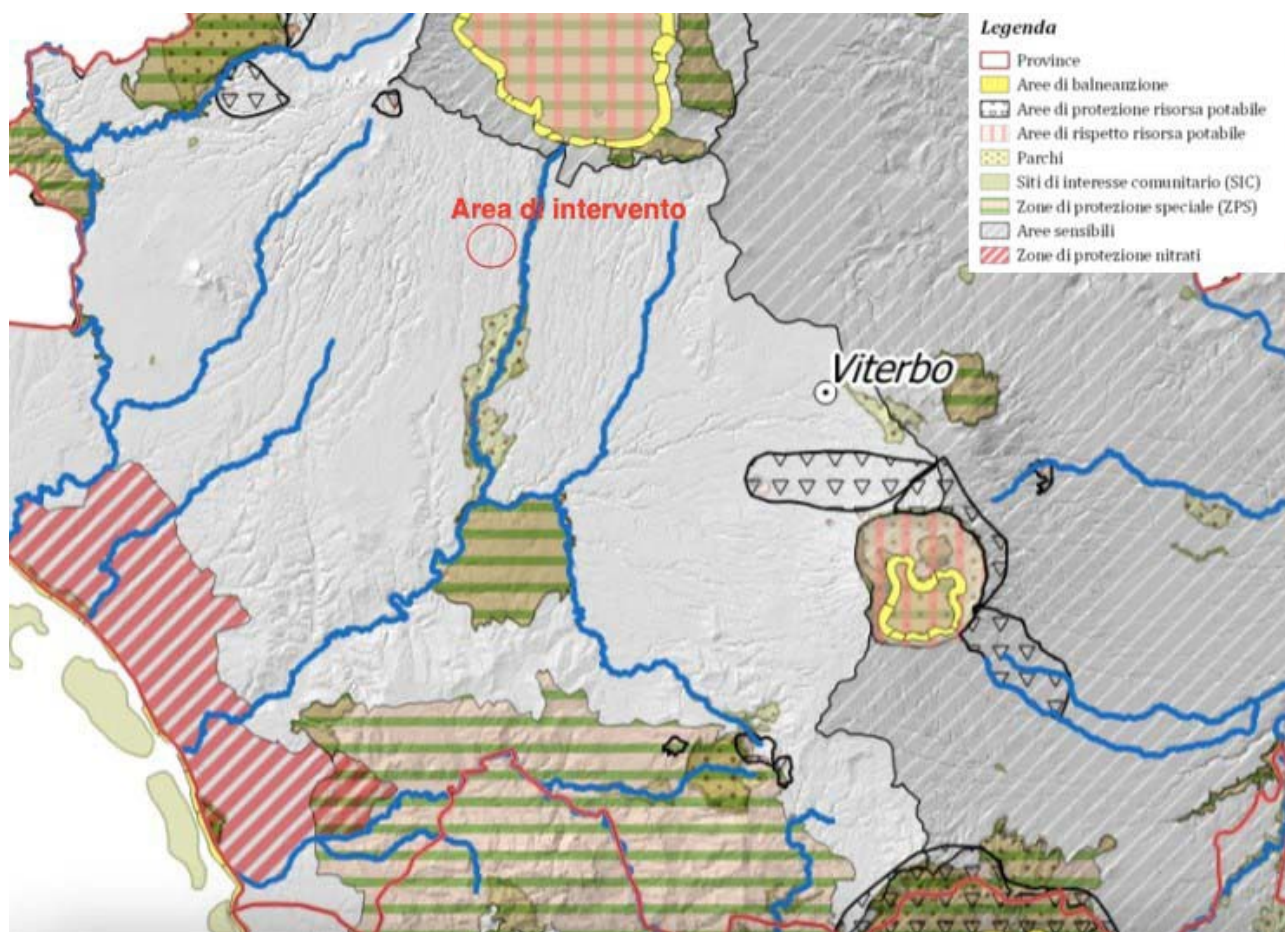 Legenda
Province
Aree di balneanzione
Aree di protezione risorsa potabile
Aree di rispetto risorsa potabile
Parchi
Siti di interesse comunitario (SIC)
Zone di protezione speciale (ZPS)
Aree sensibili
Zone di protezione nitrati
Area di intervento
Viterbo